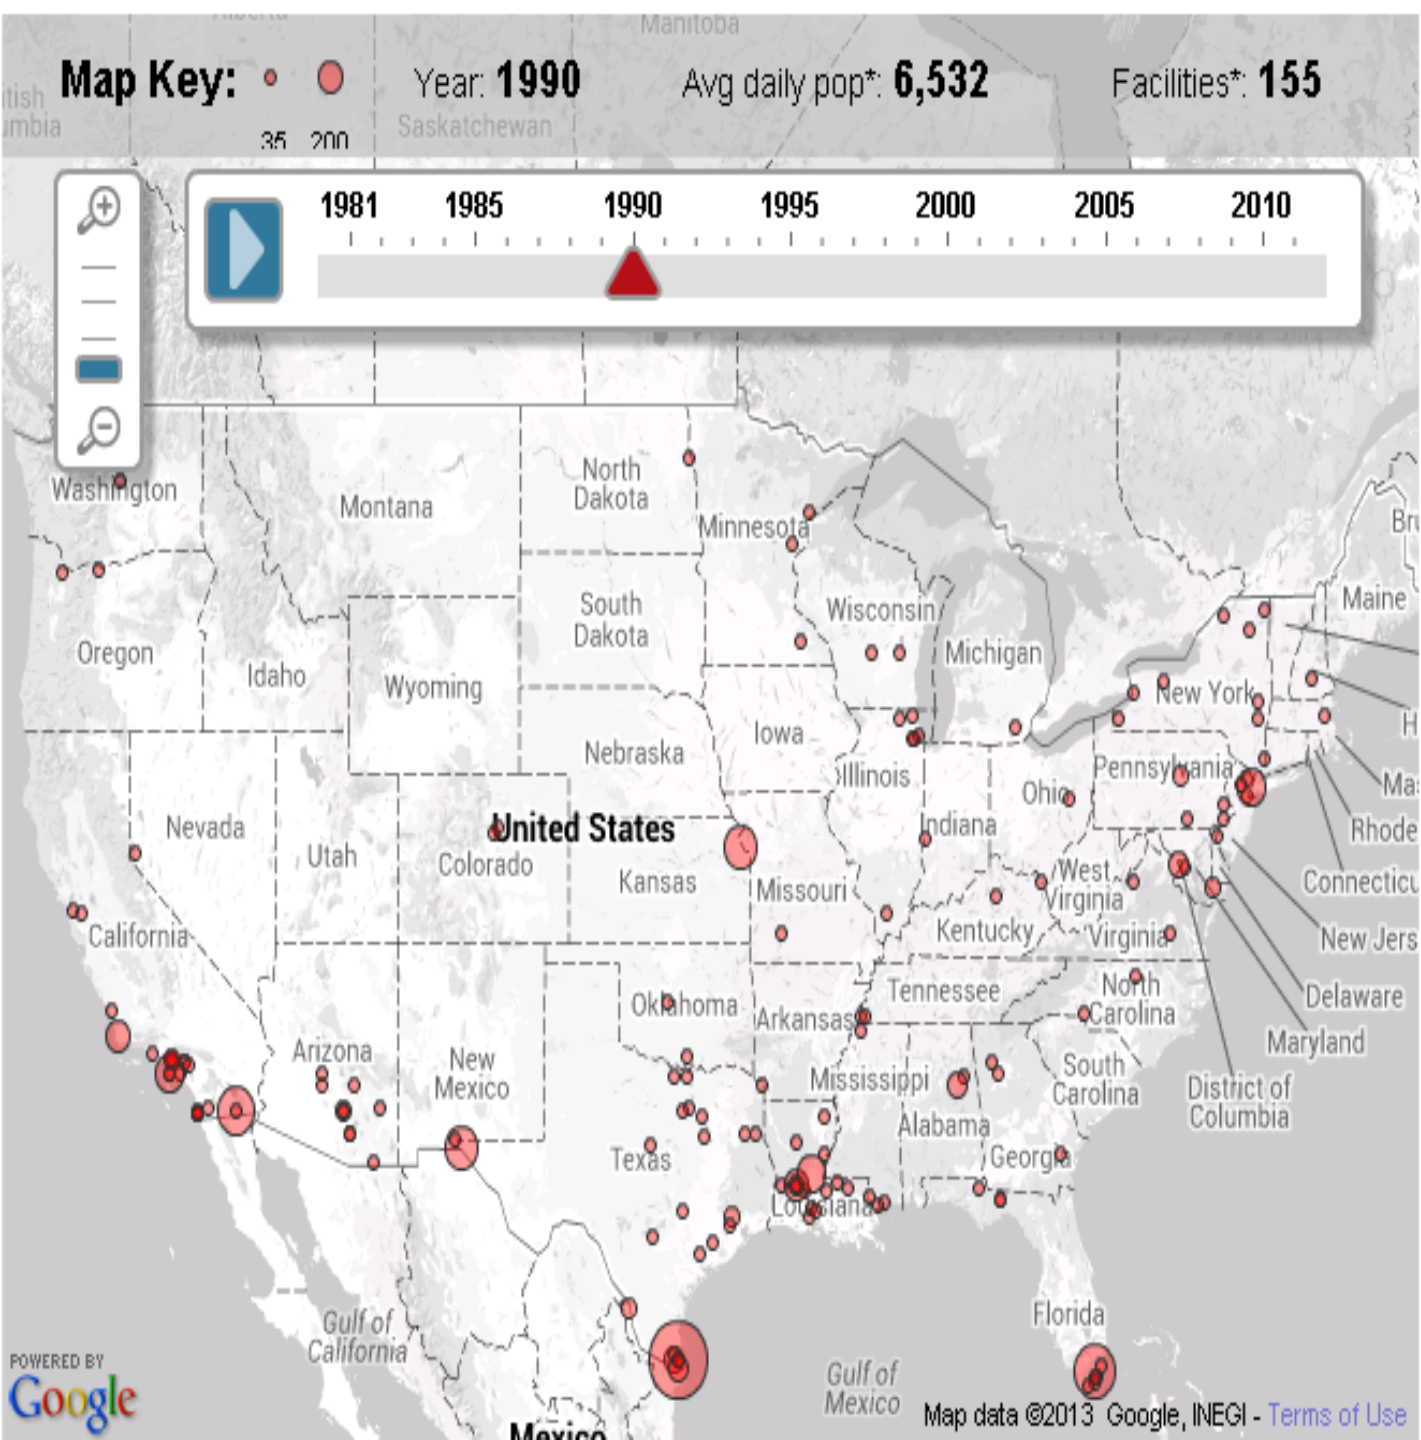 Alberta
Manitoba
Map Key:
Year: 1990
Avg daily pop*: 6,532
Facilities*: 155
itish
umbia
Saskatchewan
35 200
1981 1985 1990 1995 2000 2005 2010
Washington
Montana
North
Dakota
Minnesota
Bru
Oregon
Idaho
Wyoming
South
Dakota
Wisconsin
Michigan
Maine
New York
H
Nevada
Utah
Colorado
United States
Nebraska
Iowa
Illinois
Indiana
Ohio
Pennsylvania
Mas
Rhode
Connecticu
California
Kansas
Missouri
West
Virginia
Kentucky
Virginia
New Jers
Delaware
Maryland
Arizona
New
Mexico
Oklahoma
Arkansas
Tennessee
North
Carolina
South
Carolina
District of
Columbia
Mississippi
Alabama
Georgia
Texas
Louisiana
Florida
Gulf of
California
Gulf of
Mexico
Mexico
POWERED BY
Google
Map data ©2013 Google, INEGI - Terms of Use